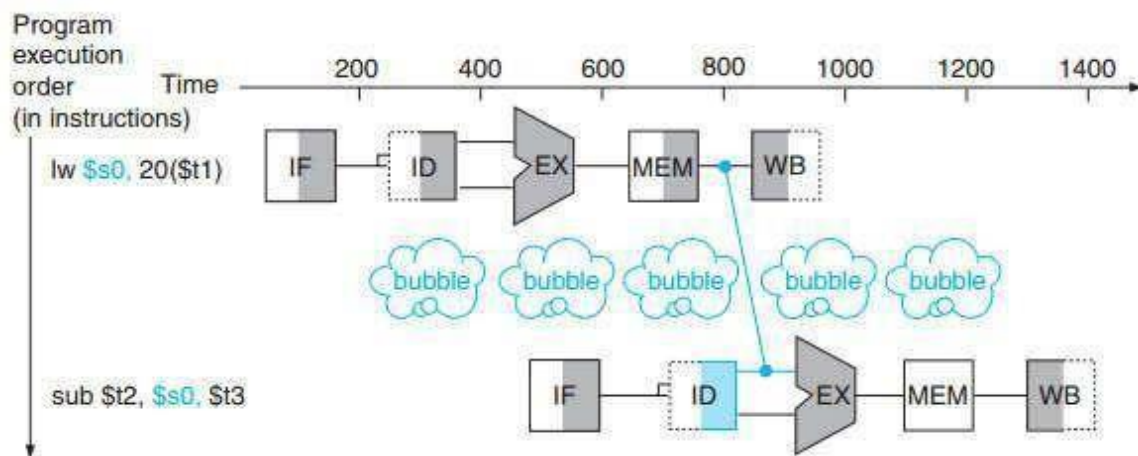 Program
execution
order
(in instructions)
Time
200 400 600 800 1000 1200 1400
lw $s0, 20($t1)
IF ID EX MEM WB
bubble bubble bubble bubble bubble
sub $t2, $s0, $t3
IF ID EX MEM WB